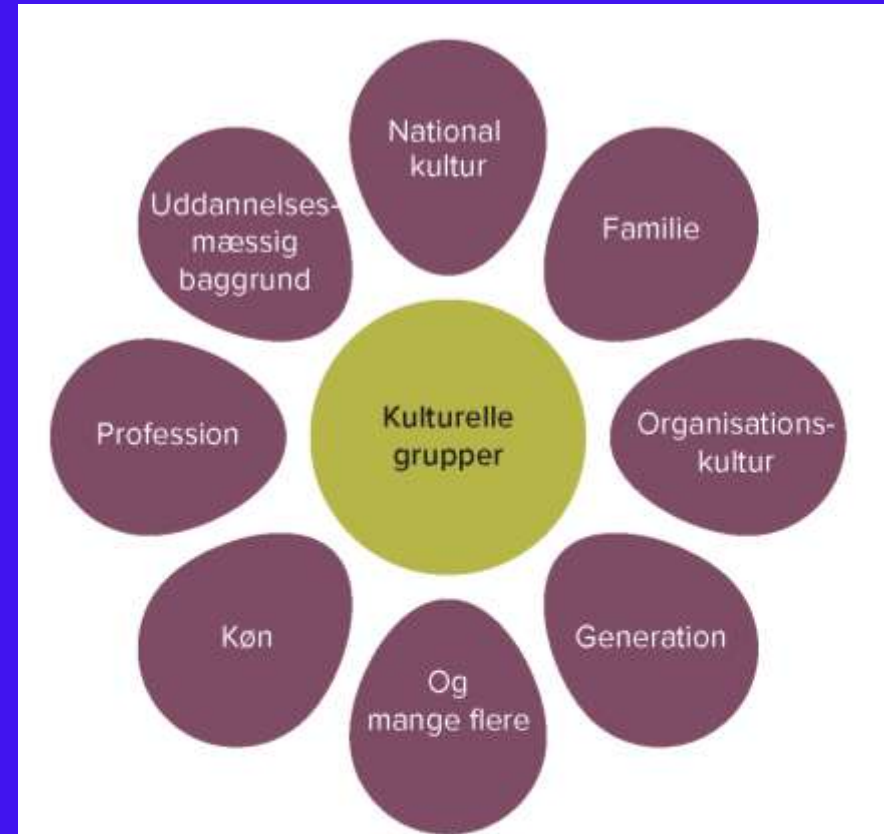 National
kultur
Familie
Organisations-
kultur
Generation
Og
mange flere
Køn
Profession
Uddannelses-
mæssig
baggrund
Kulturelle
grupper